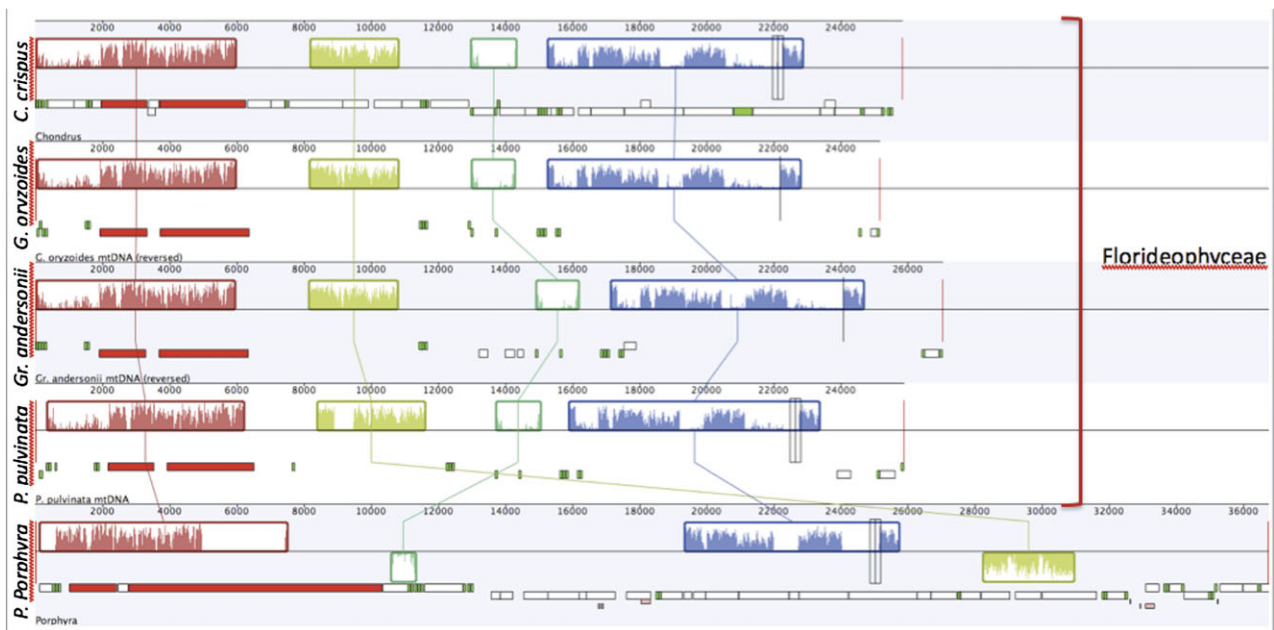 2000 4000 6000 8000 10000 12000 14000 16000 18000 20000 22000 24000
C. crispus
Chondrus
2000 4000 6000 8000 10000 12000 14000 16000 18000 20000 22000 24000
G. oryzoides
G. oryzoides mtDNA (reversed)
Florideophyceae
2000 4000 6000 8000 10000 12000 14000 16000 18000 20000 22000 24000 26000
Gr. andersonii
Gr. andersonii mtDNA (reversed)
2000 4000 6000 8000 10000 12000 14000 16000 18000 20000 22000 24000
P. pulvinata
P. pulvinata mtDNA
2000 4000 6000 8000 10000 12000 14000 16000 18000 20000 22000 24000 26000 28000 30000 32000 34000 36000
P. Porphyra
Porphyra